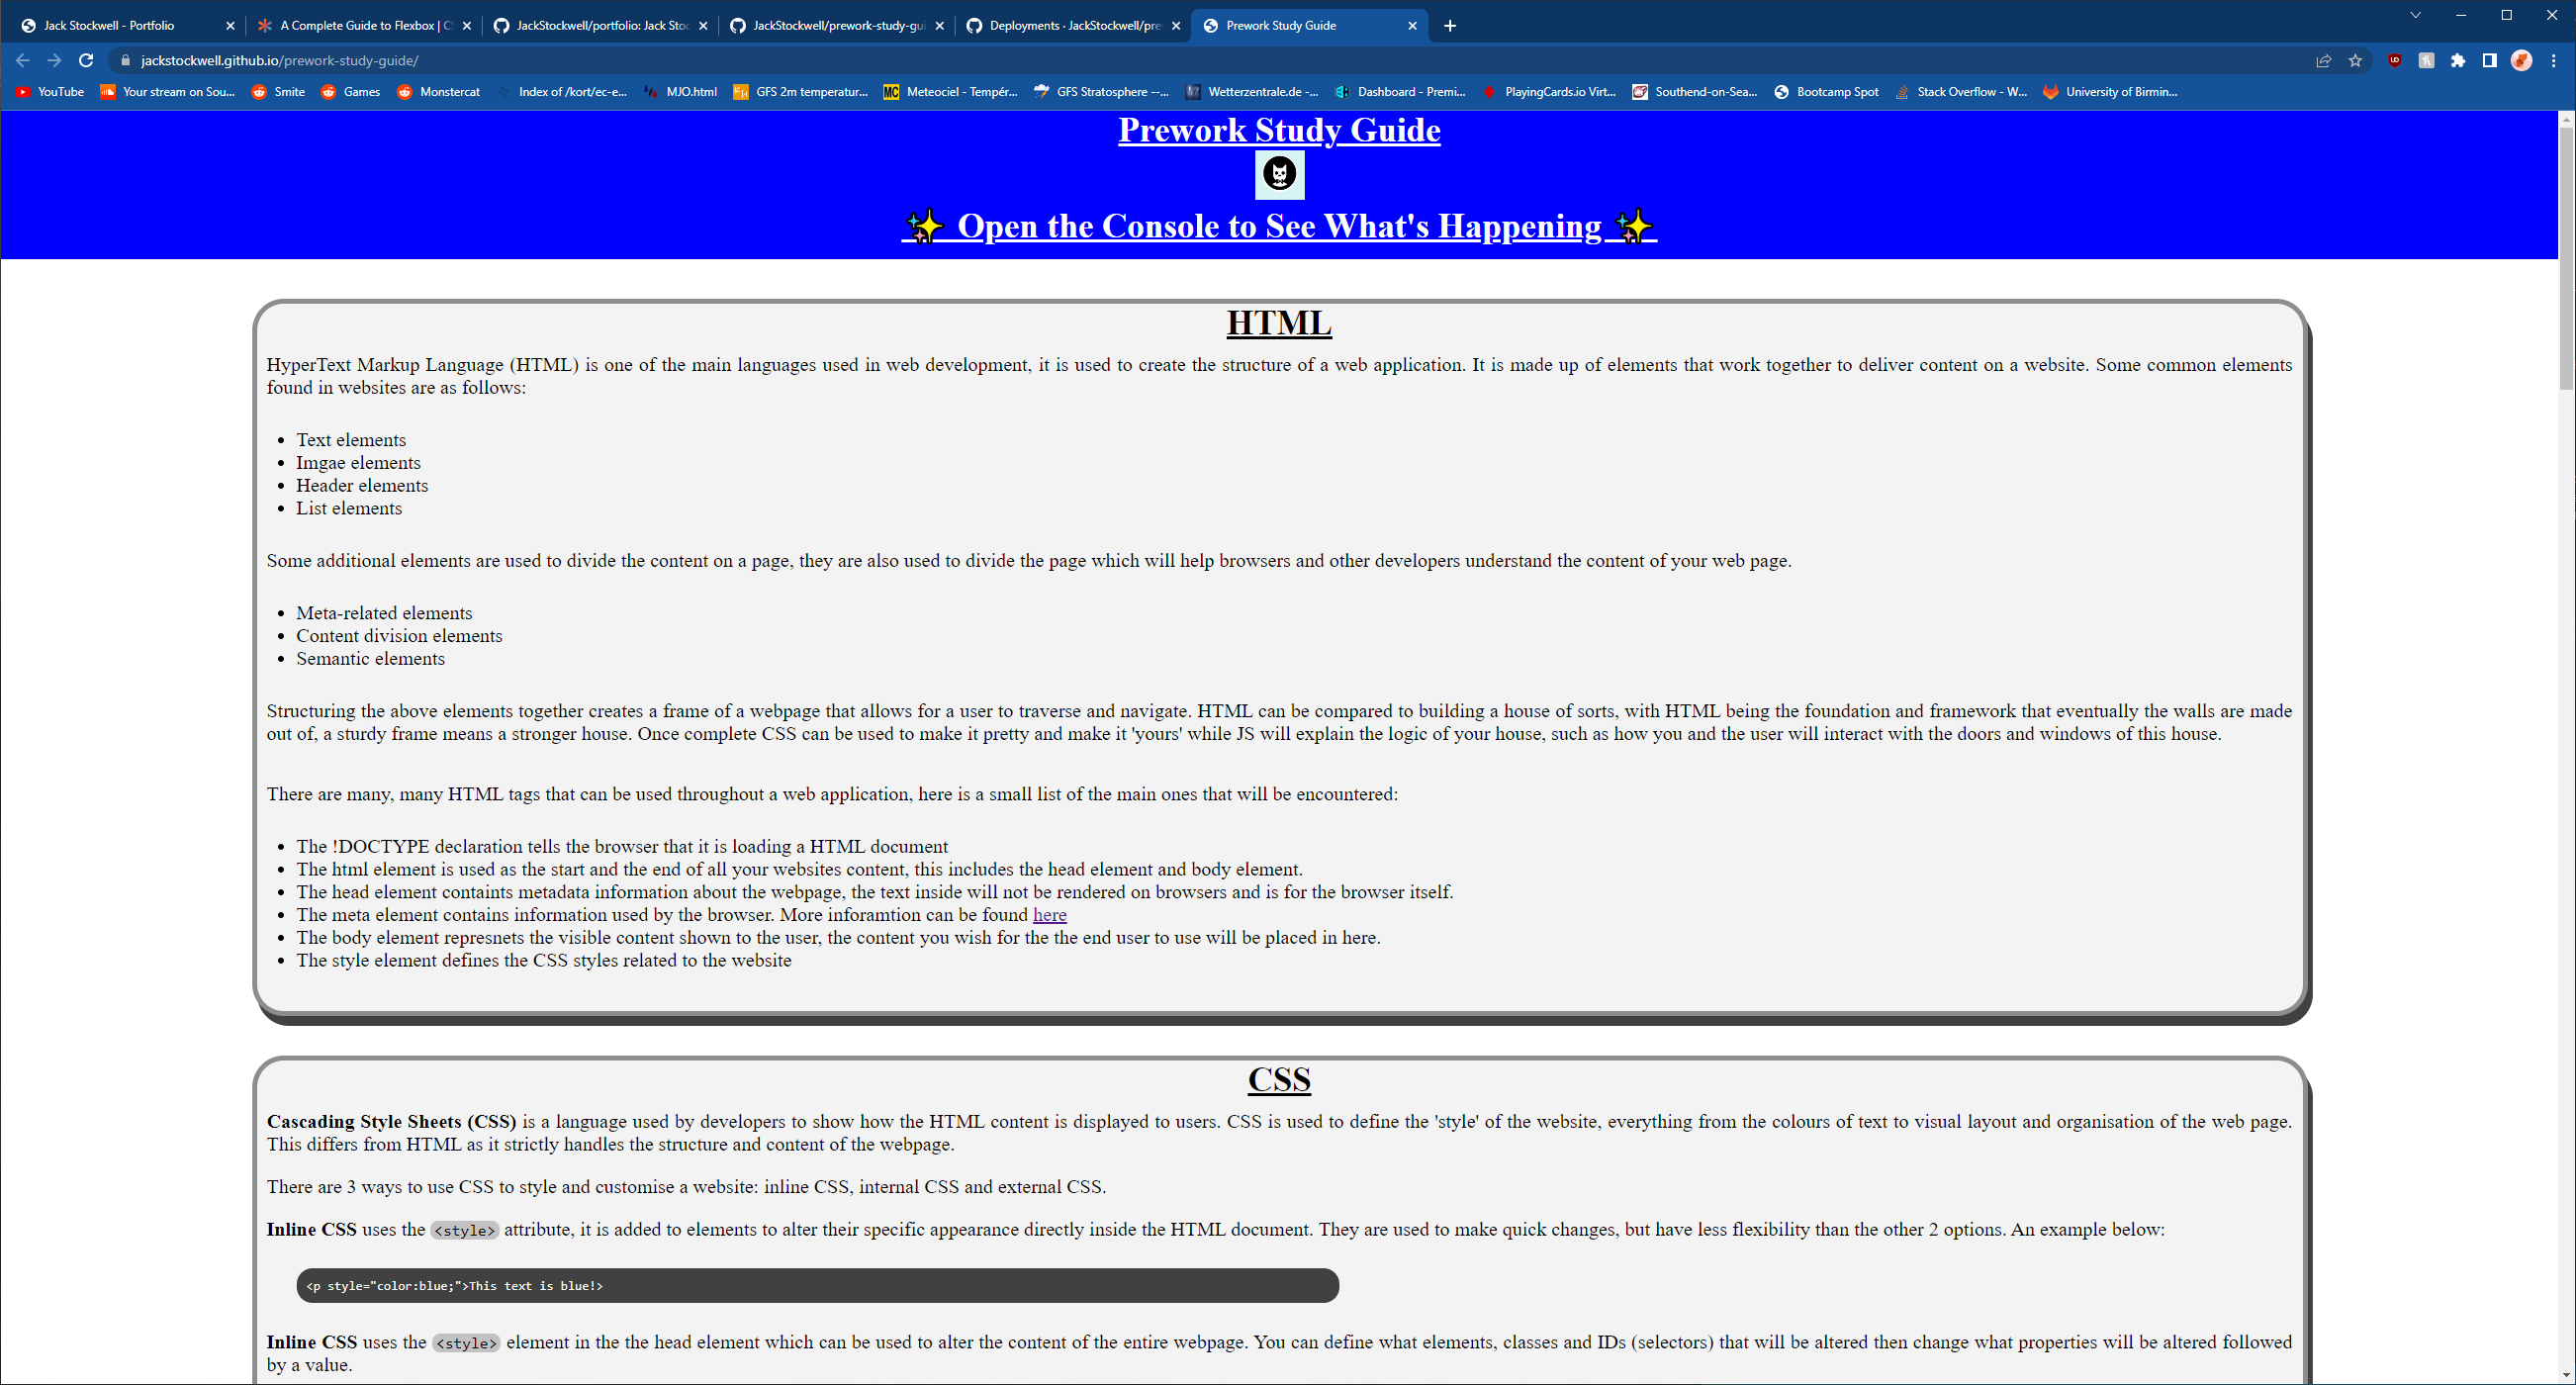 Jack Stockwell - Portfolio
A Complete Guide to Flexbox | CS
JackStockwell/portfolio: Jack Stoc
JackStockwell/prework-study-gui
Deployments · JackStockwell/pre
Prework Study Guide
jackstockwell.github.io/prework-study-guide/
YouTube
Your stream on Sou...
Smite
Games
Monstercat
Index of /kort/ec-e...
MJO.html
GFS 2m temperatur...
MC
Meteociel - Tempér...
GFS Stratosphere --...
Wetterzentrale.de -...
Dashboard - Premi...
PlayingCards.io Virt...
Southend-on-Sea...
Bootcamp Spot
Stack Overflow - W...
University of Birmin...
Prework Study Guide
✨ Open the Console to See What's Happening ✨
HTML
HyperText Markup Language (HTML) is one of the main languages used in web development, it is used to create the structure of a web application. It is made up of elements that work together to deliver content on a website. Some common elements
found in websites are as follows:
• Text elements
• Imgae elements
• Header elements
• List elements
Some additional elements are used to divide the content on a page, they are also used to divide the page which will help browsers and other developers understand the content of your web page.
• Meta-related elements
• Content division elements
• Semantic elements
Structuring the above elements together creates a frame of a webpage that allows for a user to traverse and navigate. HTML can be compared to building a house of sorts, with HTML being the foundation and framework that eventually the walls are made
out of, a sturdy frame means a stronger house. Once complete CSS can be used to make it pretty and make it 'yours' while JS will explain the logic of your house, such as how you and the user will interact with the doors and windows of this house.
There are many, many HTML tags that can be used throughout a web application, here is a small list of the main ones that will be encountered:
• The !DOCTYPE declaration tells the browser that it is loading a HTML document
• The html element is used as the start and the end of all your websites content, this includes the head element and body element.
• The head element containts metadata information about the webpage, the text inside will not be rendered on browsers and is for the browser itself.
• The meta element contains information used by the browser. More inforamtion can be found here
• The body element represnets the visible content shown to the user, the content you wish for the the end user to use will be placed in here.
• The style element defines the CSS styles related to the website
CSS
Cascading Style Sheets (CSS) is a language used by developers to show how the HTML content is displayed to users. CSS is used to define the 'style' of the website, everything from the colours of text to visual layout and organisation of the web page.
This differs from HTML as it strictly handles the structure and content of the webpage.
There are 3 ways to use CSS to style and customise a website: inline CSS, internal CSS and external CSS.
Inline CSS uses the <style> attribute, it is added to elements to alter their specific appearance directly inside the HTML document. They are used to make quick changes, but have less flexibility than the other 2 options. An example below:
<p style="color:blue;">This text is blue!>
Inline CSS uses the <style> element in the the head element which can be used to alter the content of the entire webpage. You can define what elements, classes and IDs (selectors) that will be altered then change what properties will be altered followed
by a value.